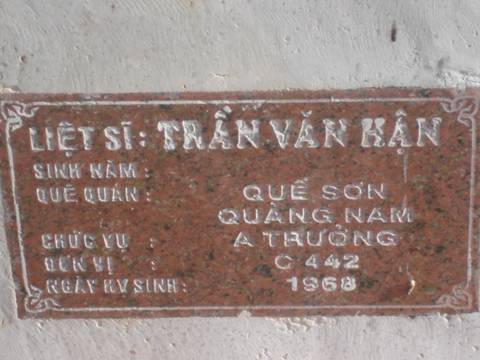 LIỆT SĨ: TRẦN VĂN HẬN
SINH NĂM :
QUÊ QUÁN : QUẾ SƠN
QUẢNG NAM
CHỨC VỤ : A TRƯỞNG
ĐƠN VỊ : C 442
NGÀY HY SINH: 1968